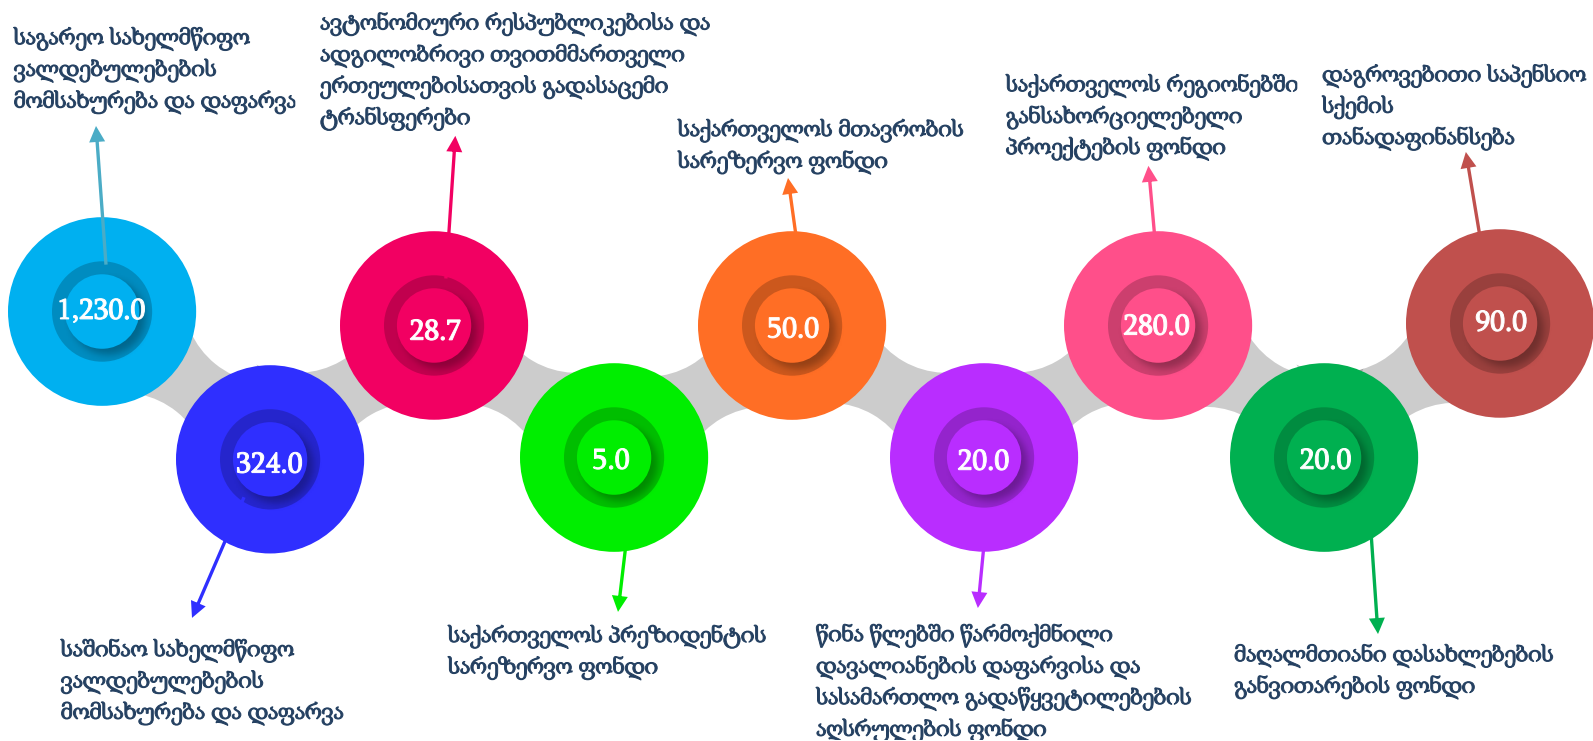 საგარეო სახელმწიფო
ვალდებულებების
მომსახურება და დაფარვა
ავტონომიური რესპუბლიკებისა და
ადგილობრივი თვითმმართველი
ერთეულებისათვის გადასაცემი
ტრანსფერები
საქართველოს მთავრობის
სარეზერვო ფონდი
საქართველოს რეგიონებში
განსახორციელებელი
პროექტების ფონდი
დაგროვებითი საპენსიო
სქემის
თანადაფინანსება
1,230.0
28.7
50.0
280.0
90.0
324.0
5.0
20.0
20.0
საშინაო სახელმწიფო
ვალდებულებების
მომსახურება და დაფარვა
საქართველოს პრეზიდენტის
სარეზერვო ფონდი
წინა წლებში წარმოქმნილი
დავალიანების დაფარვისა და
სასამართლო გადაწყვეტილებების
აღსრულების ფონდი
მაღალმთიანი დასახლებების
განვითარების ფონდი